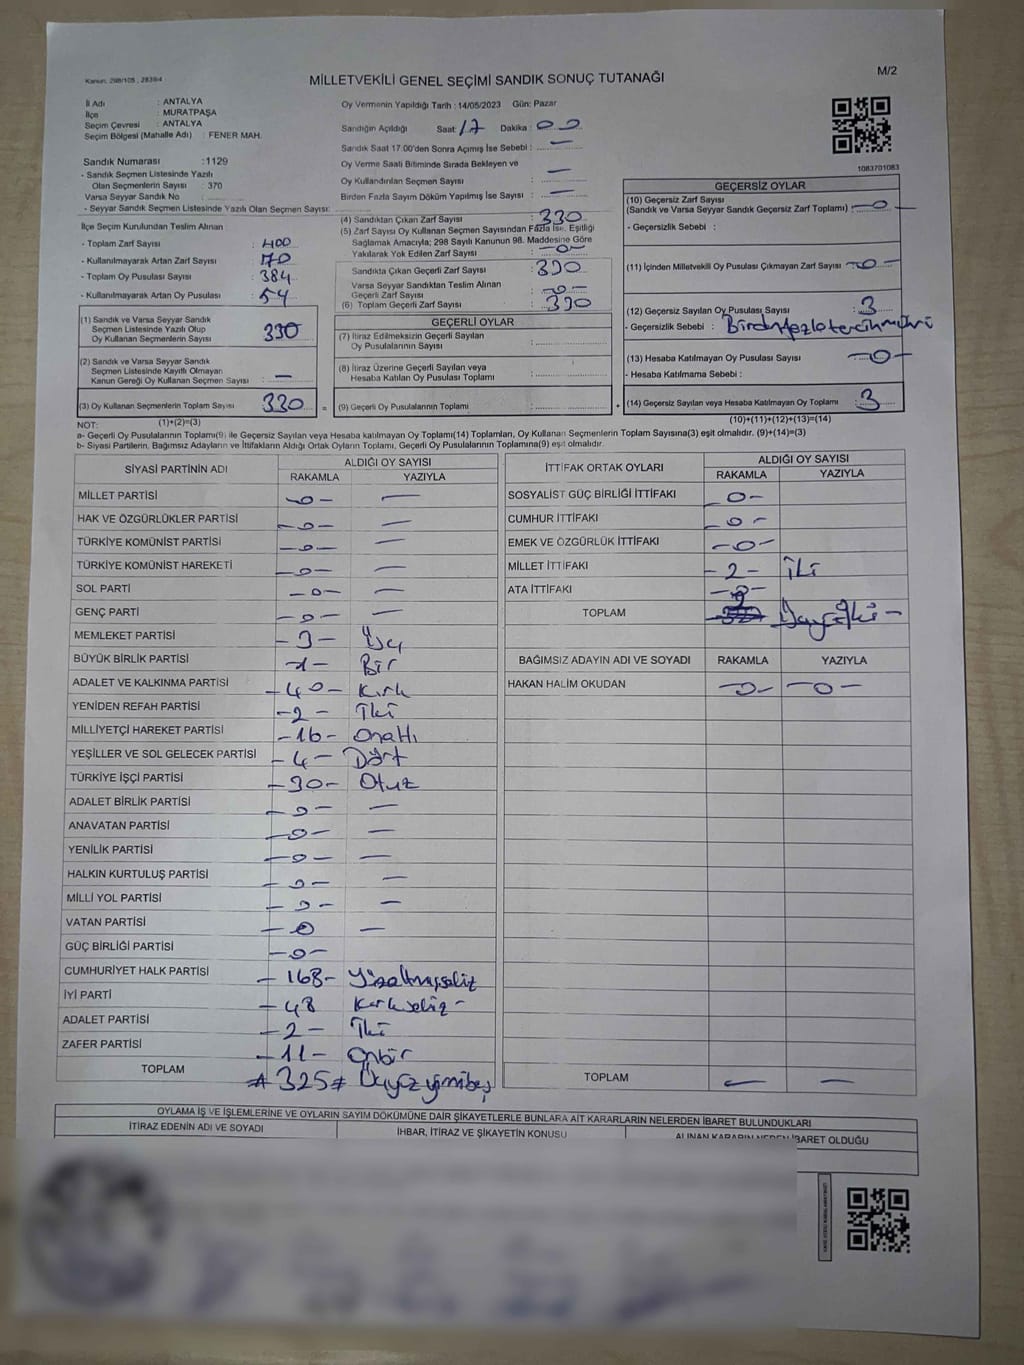 Kanun: 298/105 , 2839/4
MİLLETVEKİLİ GENEL SEÇİMİ SANDIK SONUÇ TUTANAĞI
M/2
İl Adı : ANTALYA
İlçe : MURATPAŞA
Seçim Çevresi : ANTALYA
Seçim Bölgesi (Mahalle Adı) : FENER MAH.
Sandık Numarası :1129
- Sandık Seçmen Listesinde Yazılı
Olan Seçmenlerin Sayısı : 370
Varsa Seyyar Sandık No :
- Seyyar Sandık Seçmen Listesinde Yazılı Olan Seçmen Sayısı:
İlçe Seçim Kurulundan Teslim Alınan
- Toplam Zarf Sayısı : 400
- Kullanılmayarak Artan Zarf Sayısı : 70
- Toplam Oy Pusulası Sayısı : 384
- Kullanılmayarak Artan Oy Pusulası : 54
(1) Sandık ve Varsa Seyyar Sandık
Seçmen Listesinde Yazılı Olup
Oy Kullanan Seçmenlerin Sayısı : 330
(2) Sandık ve Varsa Seyyar Sandık
Seçmen Listesinde Kayıtlı Olmayan
Kanun Gereği Oy Kullanan Seçmen Sayısı : —
(3) Oy Kullanan Seçmenlerin Toplam Sayısı : 330 =
Oy Vermenin Yapıldığı Tarih : 14/05/2023 Gün: Pazar
Sandığın Açıldığı Saat: 17 Dakika : 00
Sandık Saat 17.00'den Sonra Açımış İse Sebebi : —
Oy Verme Saati Bitiminde Sırada Bekleyen ve
Oy Kullandırılan Seçmen Sayısı : —
Birden Fazla Sayım Döküm Yapılmış İse Sayısı : —
(4) Sandıktan Çıkan Zarf Sayısı : 330
(5) Zarf Sayısı Oy Kullanan Seçmen Sayısından Fazla İse, Eşitliği
Sağlamak Amacıyla; 298 Sayılı Kanunun 98. Maddesine Göre
Yakılarak Yok Edilen Zarf Sayısı : -0-
Sandıkta Çıkan Geçerli Zarf Sayısı : 330
Varsa Seyyar Sandıktan Teslim Alınan
Geçerli Zarf Sayısı : -0-
(6) Toplam Geçerli Zarf Sayısı : 330
GEÇERLİ OYLAR
(7) İtiraz Edilmeksizin Geçerli Sayılan
Oy Pusulalarının Sayısı :
(8) İtiraz Üzerine Geçerli Sayılan veya
Hesaba Katılan Oy Pusulası Toplamı :
(9) Geçerli Oy Pusulalarının Toplamı : +
1083701083
GEÇERSİZ OYLAR
(10) Geçersiz Zarf Sayısı
(Sandık ve Varsa Seyyar Sandık Geçersiz Zarf Toplamı) : -0-
- Geçersizlik Sebebi :
(11) İçinden Milletvekili Oy Pusulası Çıkmayan Zarf Sayısı : -0-
(12) Geçersiz Sayılan Oy Pusulası Sayısı : 3
- Geçersizlik Sebebi : Birden fazla tercih mührü
(13) Hesaba Katılmayan Oy Pusulası Sayısı : -0-
- Hesaba Katılmama Sebebi :
(14) Geçersiz Sayılan veya Hesaba Katılmayan Oy Toplamı : 3
NOT: (1)+(2)=(3) (10)+(11)+(12)+(13)=(14)
a- Geçerli Oy Pusulalarının Toplamı(9) ile Geçersiz Sayılan veya Hesaba katılmayan Oy Toplamı(14) Toplamları, Oy Kullanan Seçmenlerin Toplam Sayısına(3) eşit olmalıdır. (9)+(14)=(3)
b- Siyasi Partilerin, Bağımsız Adayların ve İttifakların Aldığı Ortak Oyların Toplamı, Geçerli Oy Pusulalarının Toplamına(9) eşit olmalıdır.
SİYASİ PARTİNİN ADI ALDIĞI OY SAYISI
RAKAMLA YAZIYLA
MİLLET PARTİSİ -0- —
HAK VE ÖZGÜRLÜKLER PARTİSİ -0- —
TÜRKİYE KOMÜNİST PARTİSİ -0- —
TÜRKİYE KOMÜNİST HAREKETİ -0- —
SOL PARTİ -0- —
GENÇ PARTİ -0- —
MEMLEKET PARTİSİ -3- Üç
BÜYÜK BİRLİK PARTİSİ -1- Bir
ADALET VE KALKINMA PARTİSİ -40- Kırk
YENİDEN REFAH PARTİSİ -2- İki
MİLLİYETÇİ HAREKET PARTİSİ -16- Onaltı
YEŞİLLER VE SOL GELECEK PARTİSİ -4- Dört
TÜRKİYE İŞÇİ PARTİSİ -30- Otuz
ADALET BİRLİK PARTİSİ -0- —
ANAVATAN PARTİSİ -0- —
YENİLİK PARTİSİ -0- —
HALKIN KURTULUŞ PARTİSİ -0- —
MİLLİ YOL PARTİSİ -0- —
VATAN PARTİSİ -0 —
GÜÇ BİRLİĞİ PARTİSİ -0-
CUMHURİYET HALK PARTİSİ -168- Yüzaltmışsekiz
İYİ PARTİ -48 Kırksekiz-
ADALET PARTİSİ -2- İki
ZAFER PARTİSİ -11- Onbir
TOPLAM #325# Üçyüzyirmibeş
İTTİFAK ORTAK OYLARI ALDIĞI OY SAYISI
RAKAMLA YAZIYLA
SOSYALİST GÜÇ BİRLİĞİ İTTİFAKI -0-
CUMHUR İTTİFAKI -0-
EMEK VE ÖZGÜRLÜK İTTİFAKI -0-
MİLLET İTTİFAKI -2- İki
ATA İTTİFAKI
TOPLAM 2
BAĞIMSIZ ADAYIN ADI VE SOYADI RAKAMLA YAZIYLA
HAKAN HALİM OKUDAN -0- -0-
TOPLAM — —
OYLAMA İŞ VE İŞLEMLERİNE VE OYLARIN SAYIM DÖKÜMÜNE DAİR ŞİKAYETLERLE BUNLARA AİT KARARLARIN NELERDEN İBARET BULUNDUKLARI
İTİRAZ EDENİN ADI VE SOYADI İHBAR, İTİRAZ VE ŞİKAYETİN KONUSU ALINAN KARARIN NEDEN İBARET OLDUĞU